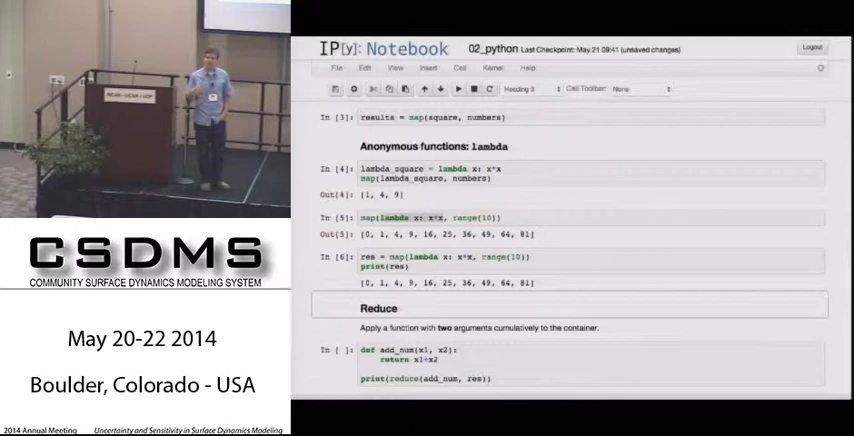 NCAR - UCAR - UCP
CSDMS
COMMUNITY SURFACE DYNAMICS MODELING SYSTEM
May 20-22 2014
Boulder, Colorado - USA
2014 Annual Meeting Uncertainty and Sensitivity in Surface Dynamics Modeling
IP[y]: Notebook 02_python Last Checkpoint: May 21 09:41 (unsaved changes) Logout
File Edit View Insert Cell Kernel Help
Heading 3 Cell Toolbar: None
In [3]: results = map(square, numbers)
Anonymous functions: lambda
In [4]: lambda_square = lambda x: x*x
map(lambda_square, numbers)
Out[4]: [1, 4, 9]
In [5]: map(lambda x: x*x, range(10))
Out[5]: [0, 1, 4, 9, 16, 25, 36, 49, 64, 81]
In [6]: res = map(lambda x: x*x, range(10))
print(res)
[0, 1, 4, 9, 16, 25, 36, 49, 64, 81]
Reduce
Apply a function with two arguments cumulatively to the container.
In [ ]: def add_num(x1, x2):
return x1+x2
print(reduce(add_num, res))